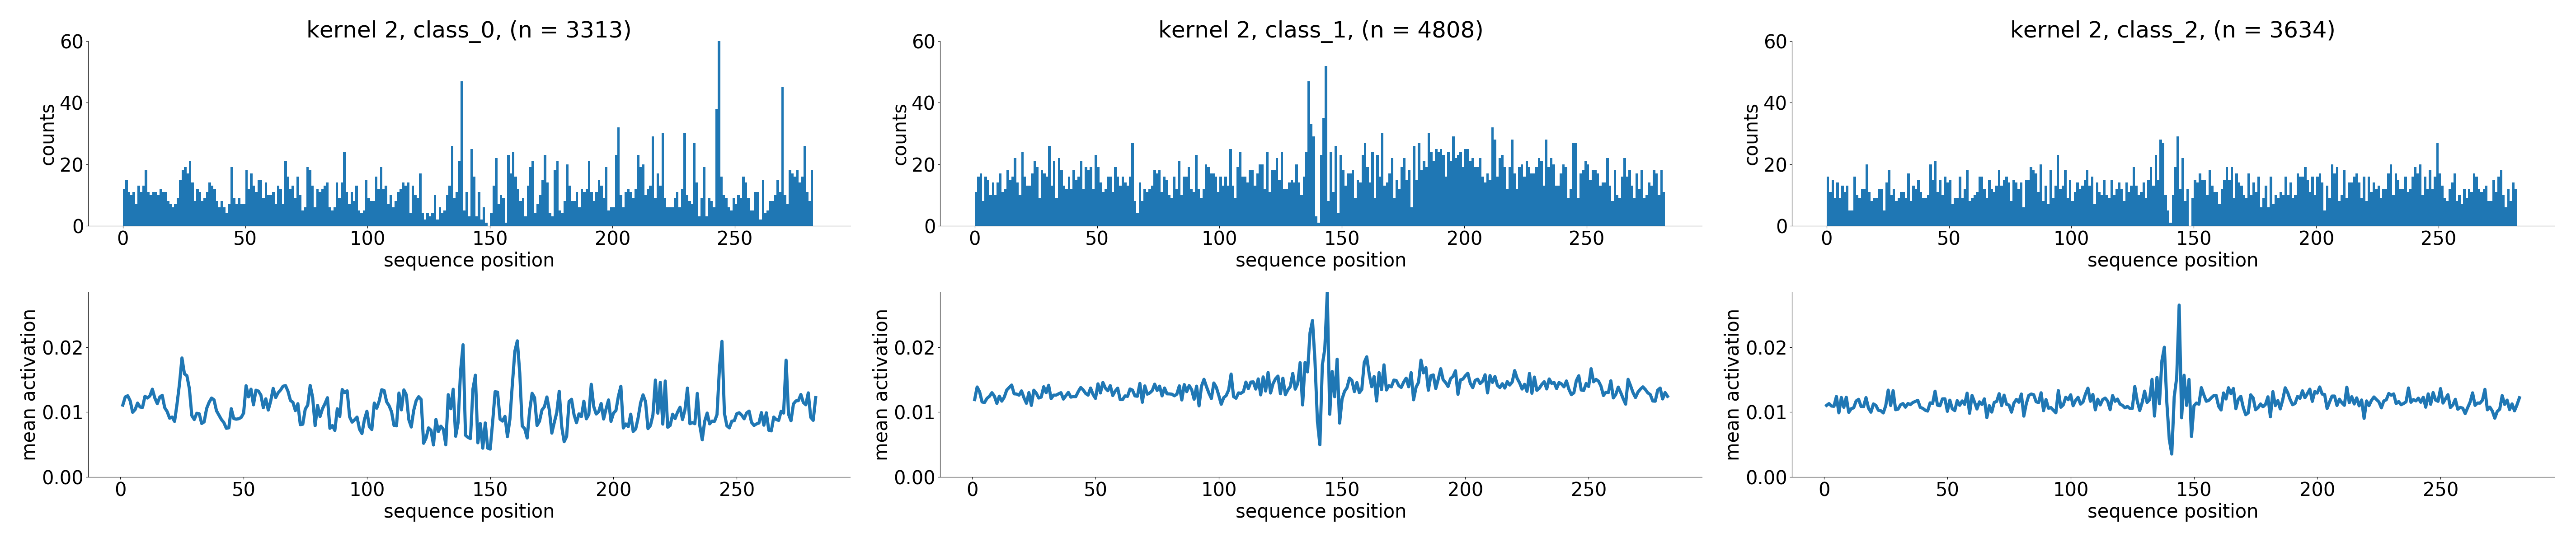 kernel 2, class_0, (n = 3313)
60
40
20
0
counts
0 50 100 150 200 250
sequence position
kernel 2, class_1, (n = 4808)
60
40
20
0
counts
0 50 100 150 200 250
sequence position
kernel 2, class_2, (n = 3634)
60
40
20
0
counts
0 50 100 150 200 250
sequence position
0.02
0.01
0.00
mean activation
0 50 100 150 200 250
sequence position
0.02
0.01
0.00
mean activation
0 50 100 150 200 250
sequence position
0.02
0.01
0.00
mean activation
0 50 100 150 200 250
sequence position